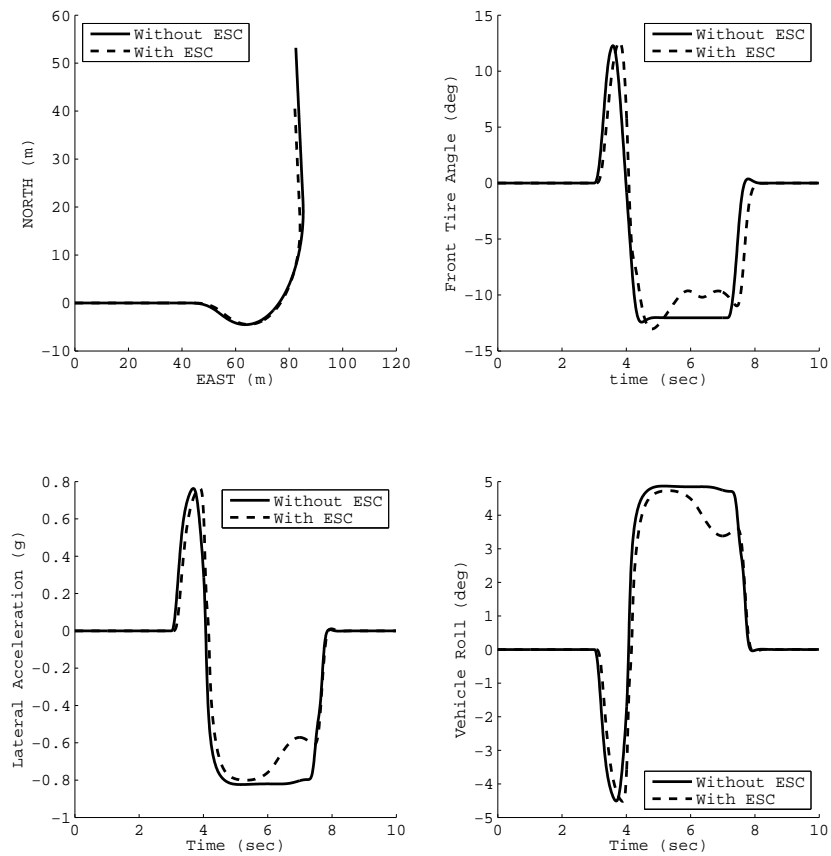 60
50
40
30
20
10
0
−10
NORTH (m)
Without ESC
With ESC
0 20 40 60 80 100 120
EAST (m)
15
10
5
0
−5
−10
−15
Front Tire Angle (deg)
Without ESC
With ESC
0 2 4 6 8 10
time (sec)
0.8
0.6
0.4
0.2
0
−0.2
−0.4
−0.6
−0.8
−1
Lateral Acceleration (g)
Without ESC
With ESC
0 2 4 6 8 10
Time (sec)
5
4
3
2
1
0
−1
−2
−3
−4
−5
Vehicle Roll (deg)
Without ESC
With ESC
0 2 4 6 8 10
Time (sec)